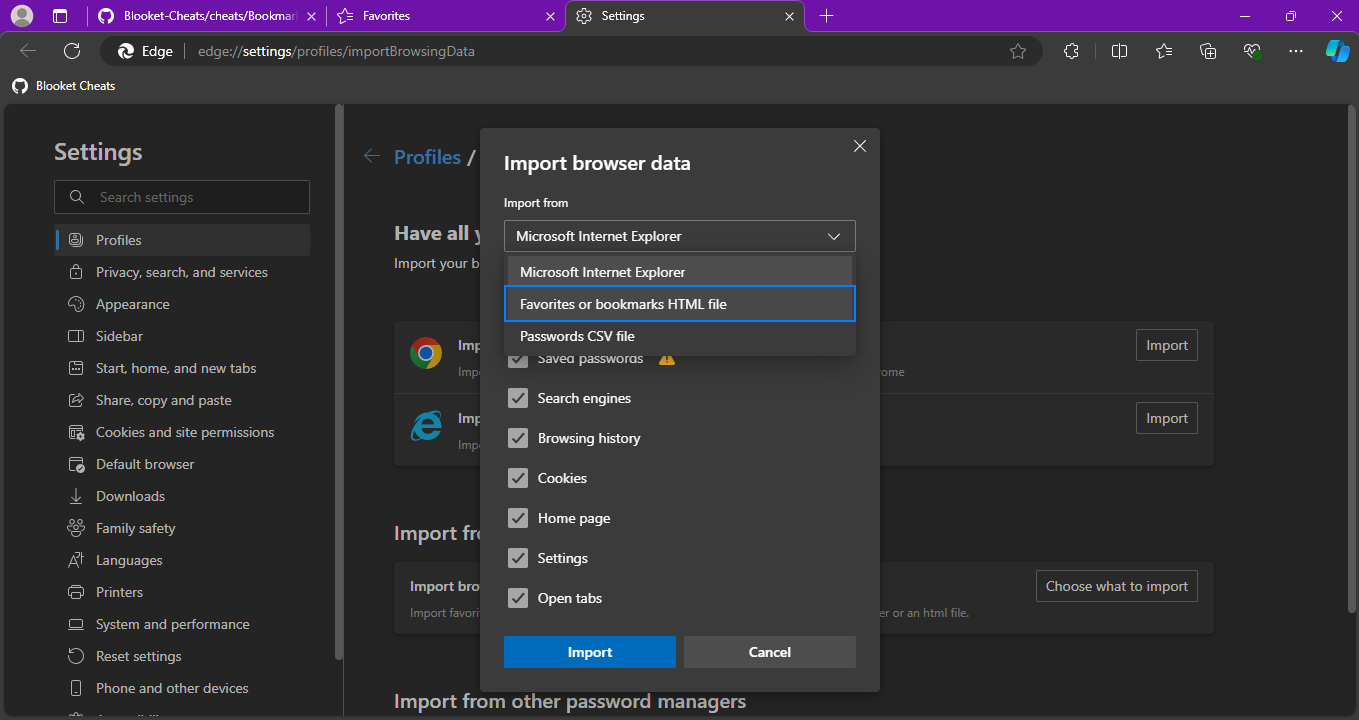 Blooket-Cheats/cheats/Bookmar
Favorites
Settings
Edge
edge://settings/profiles/importBrowsingData
Blooket Cheats
Settings
Search settings
Profiles
Privacy, search, and services
Appearance
Sidebar
Start, home, and new tabs
Share, copy and paste
Cookies and site permissions
Default browser
Downloads
Family safety
Languages
Printers
System and performance
Reset settings
Phone and other devices
Profiles /
Have all y
Import your b
Imp
Impo
rome
Import
Imp
Impo
Import
Import fro
Import bro
Import favori
er or an html file.
Choose what to import
Import from other password managers
Import browser data
Import from
Microsoft Internet Explorer
Microsoft Internet Explorer
Favorites or bookmarks HTML file
Passwords CSV file
Saved passwords
Search engines
Browsing history
Cookies
Home page
Settings
Open tabs
Import
Cancel